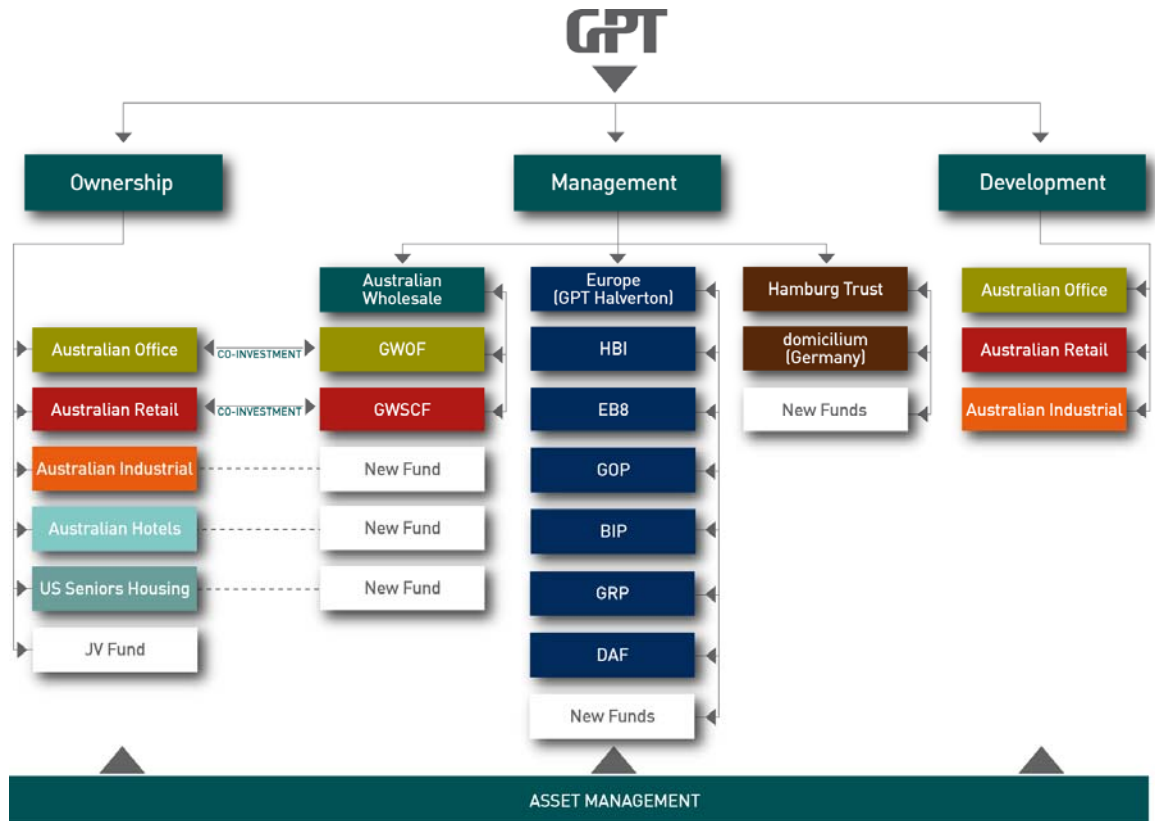 GPT
Ownership
Management
Development
Australian
Wholesale
Europe
(GPT Halverton)
Hamburg Trust
Australian Office
Australian Office
CO-INVESTMENT
GWOF
HBI
domicilium
(Germany)
Australian Retail
Australian Retail
CO-INVESTMENT
GWSCF
EB8
New Funds
Australian Industrial
Australian Industrial
New Fund
GOP
Australian Hotels
New Fund
BIP
US Seniors Housing
New Fund
GRP
JV Fund
DAF
New Funds
ASSET MANAGEMENT